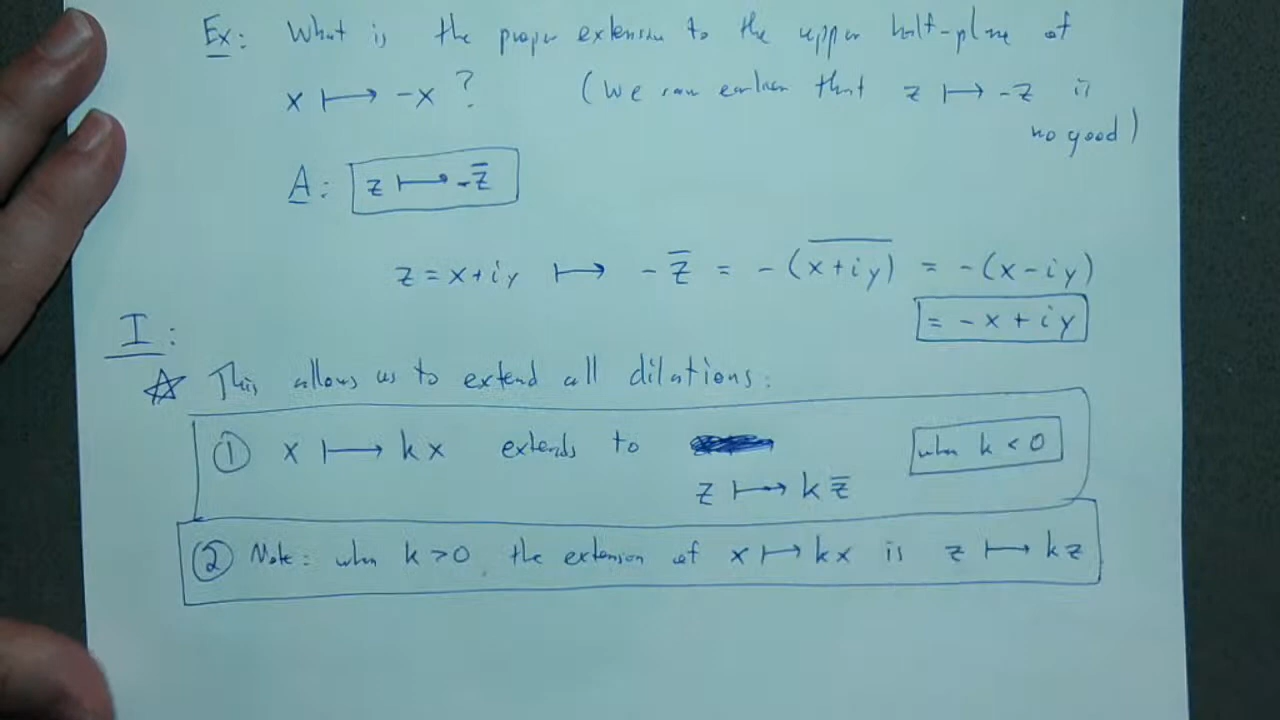 Ex: What is the proper extension to the upper half-plane of
x ↦ -x ? (We saw earlier that z ↦ -z is
no good)
A: z ↦ -z̄
z = x+iy ↦ -z̄ = -(\overline{x+iy}) = -(x-iy)
= -x + iy
I:
☆ This allows us to extend all dilations:
① x ↦ kx extends to when k < 0
z ↦ k z̄
② Note: when k > 0, the extension of x ↦ kx is z ↦ kz